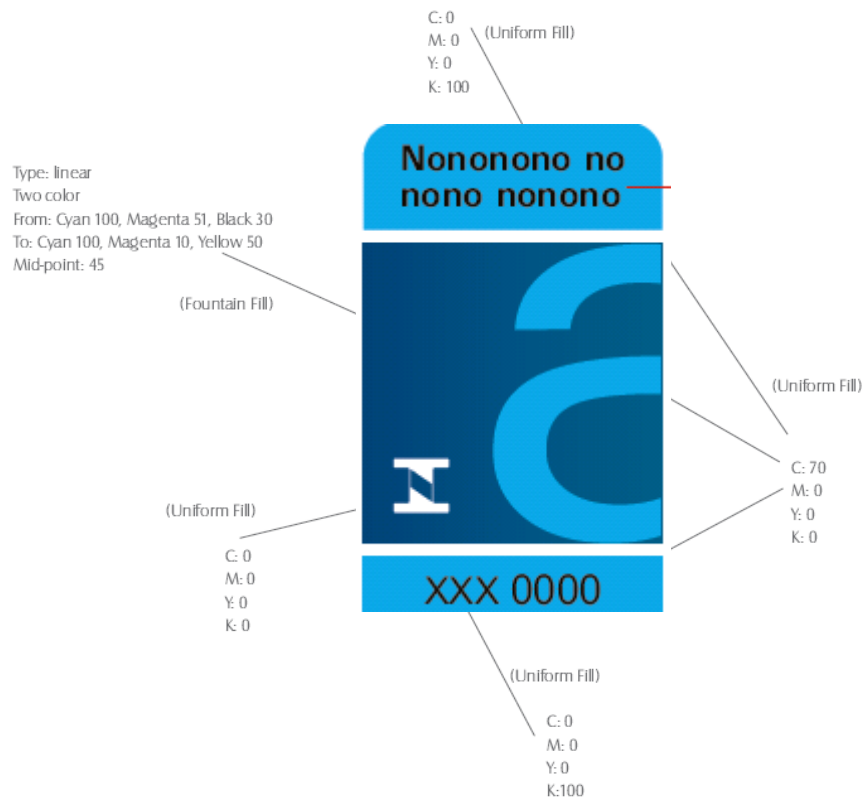 C: 0
M: 0
Y: 0
K: 100
(Uniform Fill)
Nononono no
nono nonono
Type: linear
Two color
From: Cyan 100, Magenta 51, Black 30
To: Cyan 100, Magenta 10, Yellow 50
Mid-point: 45
(Fountain Fill)
a
(Uniform Fill)
C: 70
M: 0
Y: 0
K: 0
N
(Uniform Fill)
C: 0
M: 0
Y: 0
K: 0
XXX 0000
(Uniform Fill)
C: 0
M: 0
Y: 0
K:100